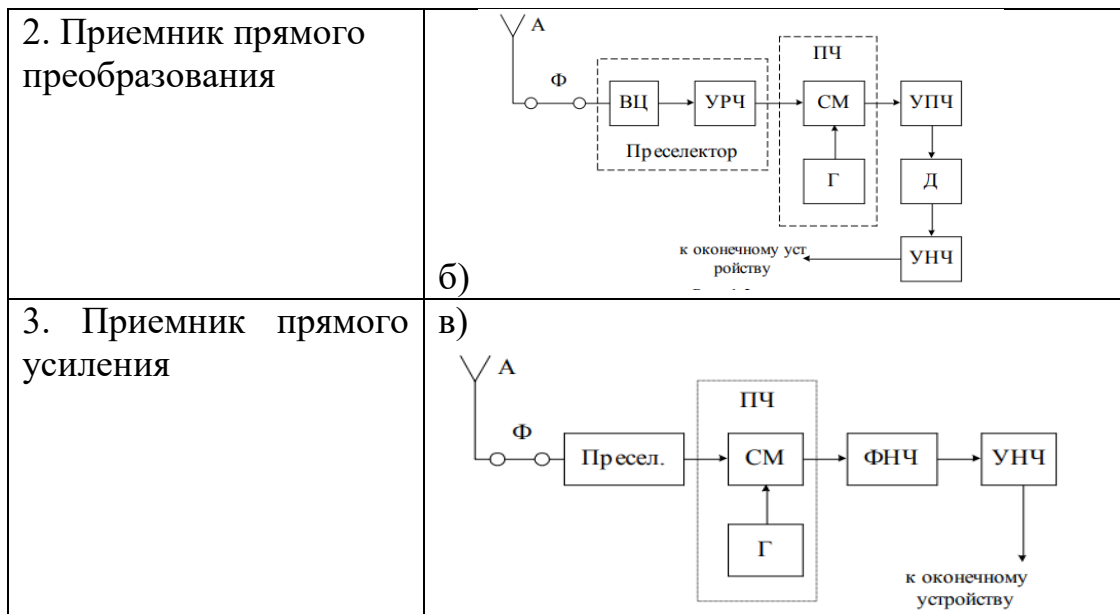 2. Приемник прямого
преобразования
б)
А
Ф
ВЦ
УРЧ
Преселектор
ПЧ
СМ
Г
УПЧ
Д
УНЧ
к оконечному уст
ройству
3. Приемник прямого
усиления
в)
А
Ф
Пресел.
ПЧ
СМ
Г
ФНЧ
УНЧ
к оконечному
устройству